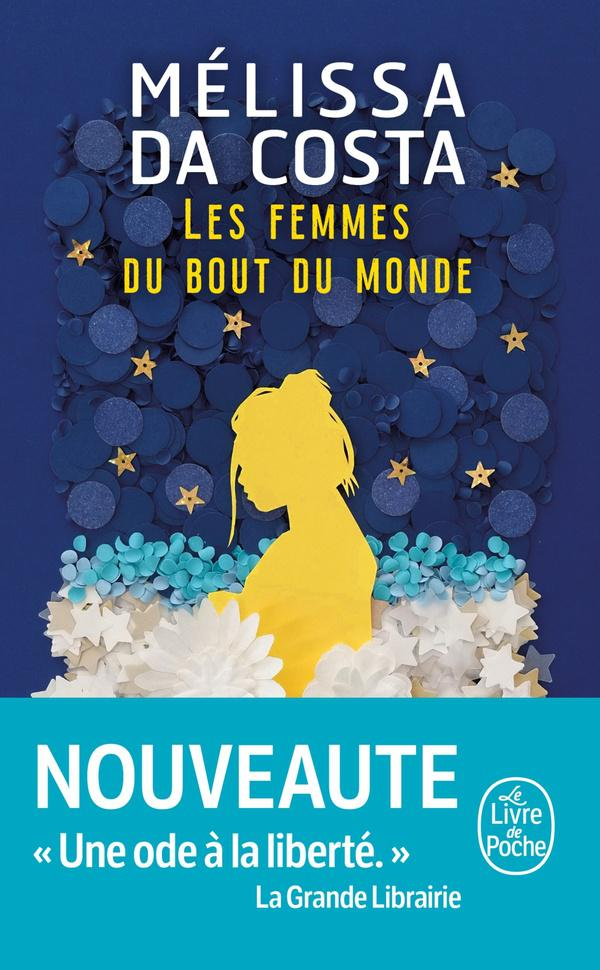 MÉLISSA
DA COSTA
LES FEMMES
DU BOUT DU MONDE
NOUVEAUTE
« Une ode à la liberté. »
La Grande Librairie
Le
Livre
de
Poche